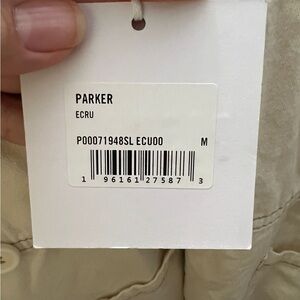 PARKER
ECRU
P00071948SL ECU00 M
1 96161 27587 3